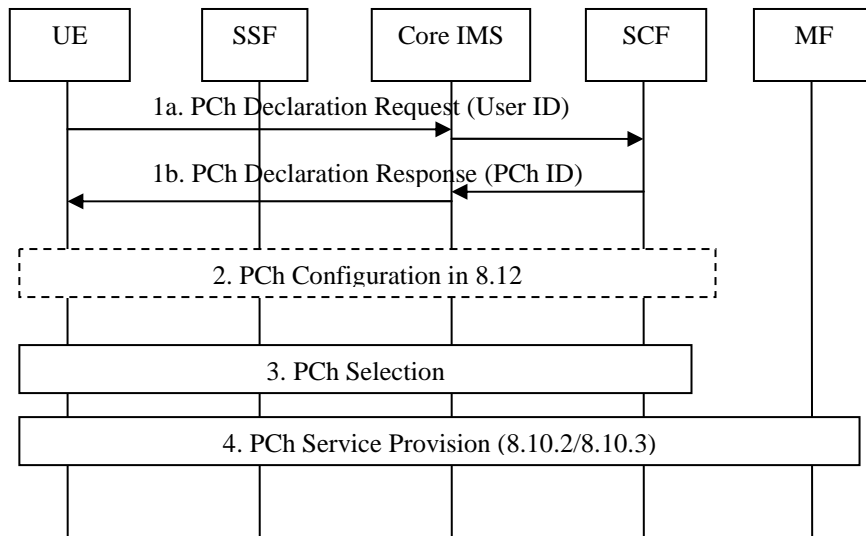 UE
SSF
Core IMS
SCF
MF
1a. PCh Declaration Request (User ID)
1b. PCh Declaration Response (PCh ID)
2. PCh Configuration in 8.12
3. PCh Selection
4. PCh Service Provision (8.10.2/8.10.3)